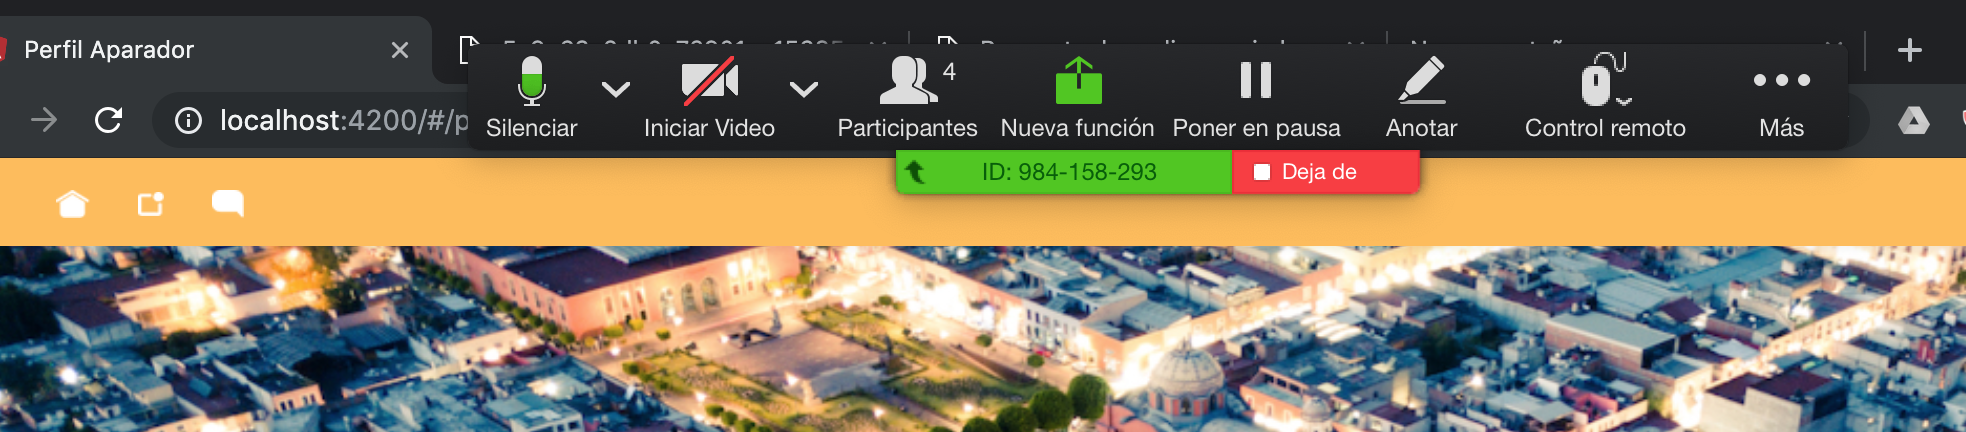 Perfil Aparador
localhost:4200/#/p
4
Silenciar
Iniciar Video
Participantes
Nueva función
Poner en pausa
Anotar
Control remoto
Más
ID: 984-158-293
Deja de